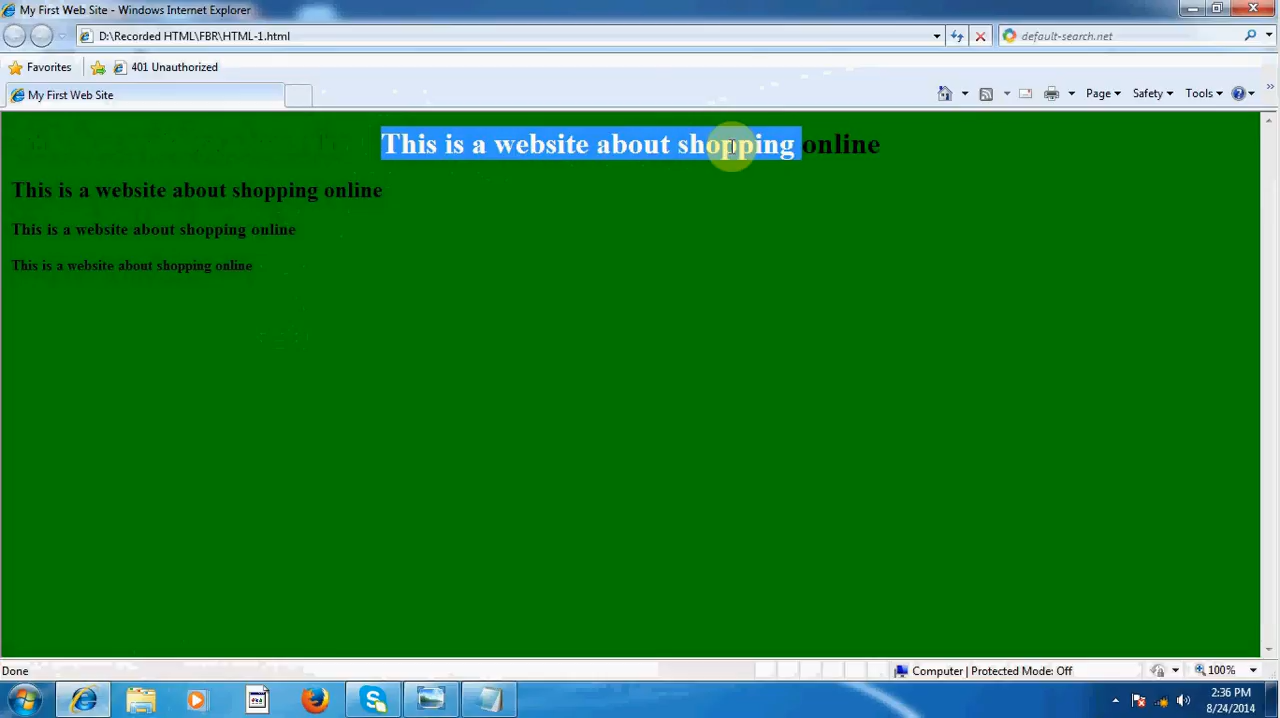 My First Web Site - Windows Internet Explorer
D:\Recorded HTML\FBR\HTML-1.html
default-search.net
Favorites
401 Unauthorized
My First Web Site
Page
Safety
Tools
This is a website about shopping online
This is a website about shopping online
This is a website about shopping online
This is a website about shopping online
Done
Computer | Protected Mode: Off
100%
2:36 PM
8/24/2014